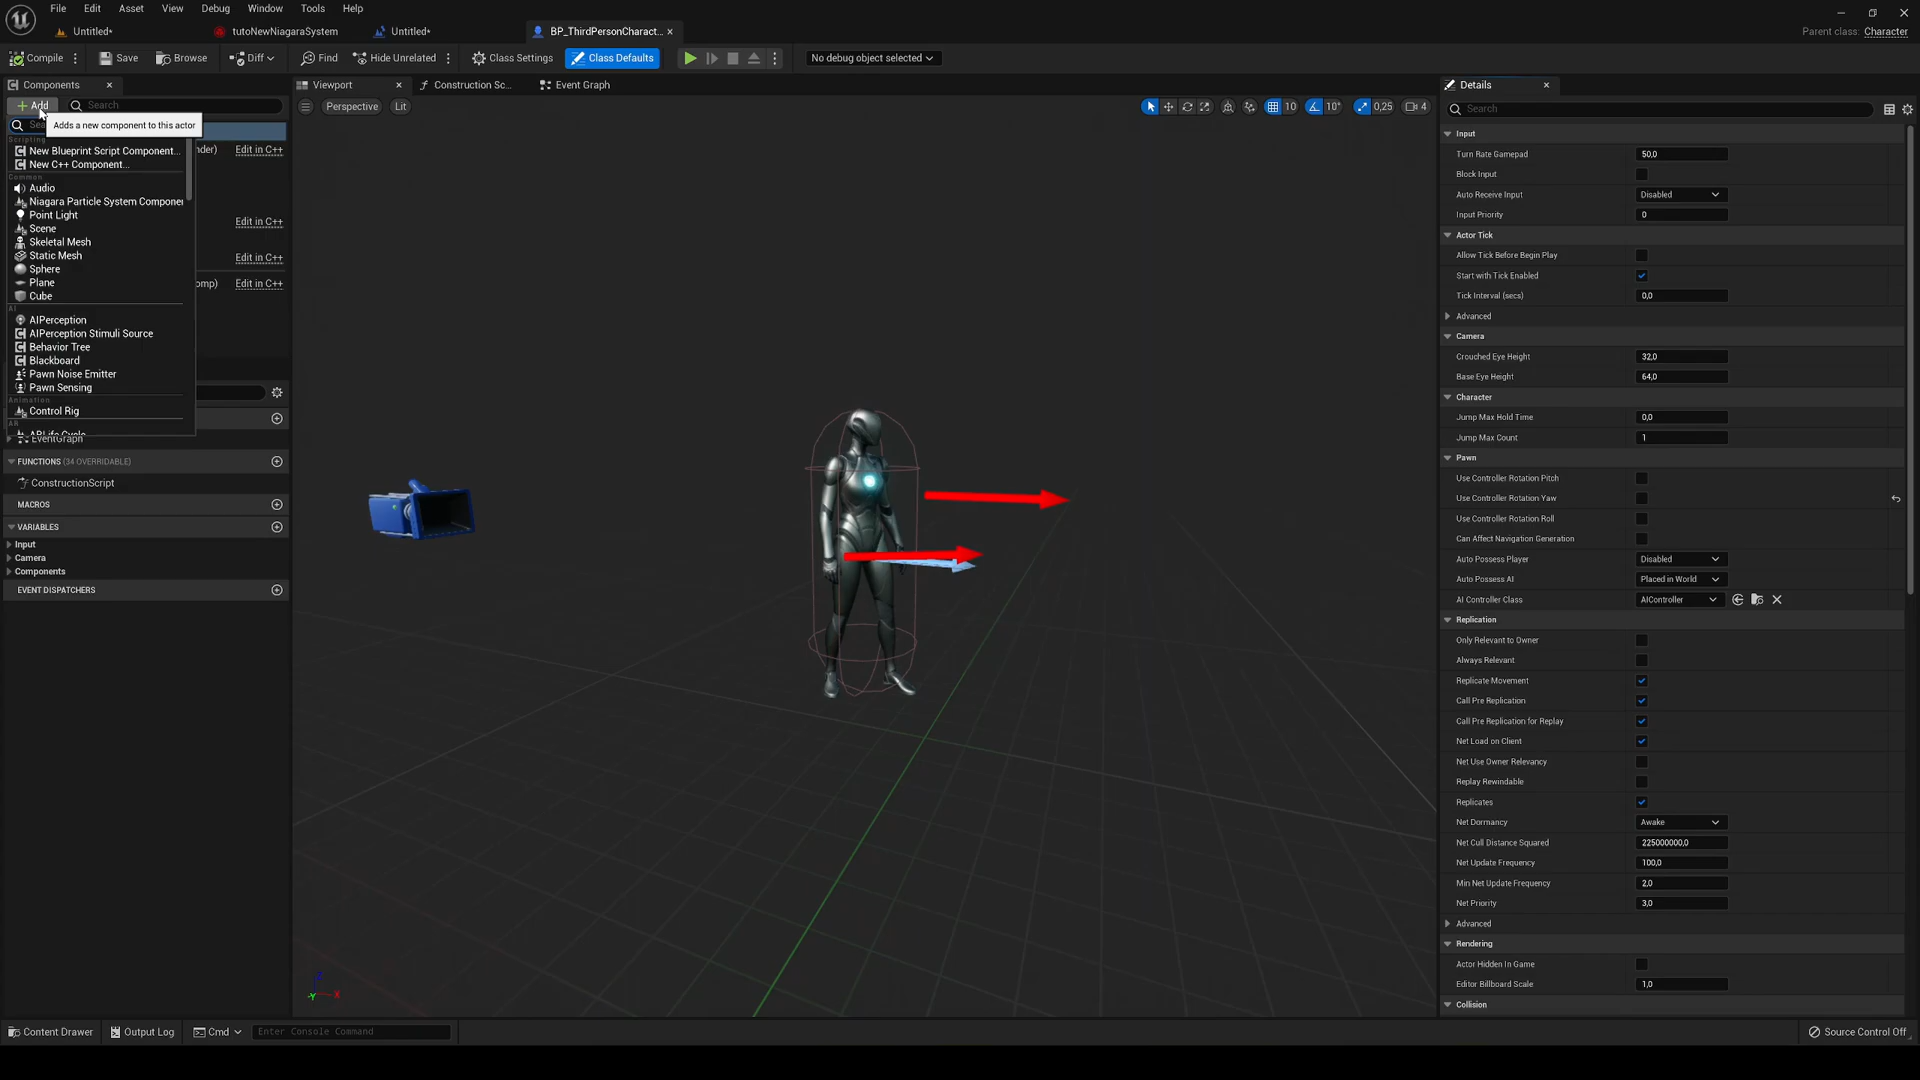 File Edit Asset View Debug Window Tools Help
Untitled* tutoNewNiagaraSystem Untitled* BP_ThirdPersonCharact...
Parent class: Character
Compile Save Browse Diff Find Hide Unrelated Class Settings Class Defaults No debug object selected
Components
Add Search
Adds a new component to this actor
Scripting
New Blueprint Script Component...
New C++ Component...
Common
Audio
Niagara Particle System Componen
Point Light
Scene
Skeletal Mesh
Static Mesh
Sphere
Plane
Cube
AI
AIPerception
AIPerception Stimuli Source
Behavior Tree
Blackboard
Pawn Noise Emitter
Pawn Sensing
Animation
Control Rig
AR
Edit in C++
Edit in C++
Edit in C++
Edit in C++
EventGraph
FUNCTIONS (34 OVERRIDABLE)
ConstructionScript
MACROS
VARIABLES
Input
Camera
Components
EVENT DISPATCHERS
Viewport Construction Sc... Event Graph
Perspective Lit
10 10° 0,25 4
Z X -Y
Details
Search
Input
Turn Rate Gamepad 50,0
Block Input
Auto Receive Input Disabled
Input Priority 0
Actor Tick
Allow Tick Before Begin Play
Start with Tick Enabled
Tick Interval (secs) 0,0
Advanced
Camera
Crouched Eye Height 32,0
Base Eye Height 64,0
Character
Jump Max Hold Time 0,0
Jump Max Count 1
Pawn
Use Controller Rotation Pitch
Use Controller Rotation Yaw
Use Controller Rotation Roll
Can Affect Navigation Generation
Auto Possess Player Disabled
Auto Possess AI Placed in World
AI Controller Class AIController
Replication
Only Relevant to Owner
Always Relevant
Replicate Movement
Call Pre Replication
Call Pre Replication for Replay
Net Load on Client
Net Use Owner Relevancy
Replay Rewindable
Replicates
Net Dormancy Awake
Net Cull Distance Squared 225000000,0
Net Update Frequency 100,0
Min Net Update Frequency 2,0
Net Priority 3,0
Advanced
Rendering
Actor Hidden In Game
Editor Billboard Scale 1,0
Collision
Content Drawer Output Log Cmd Enter Console Command Source Control Off